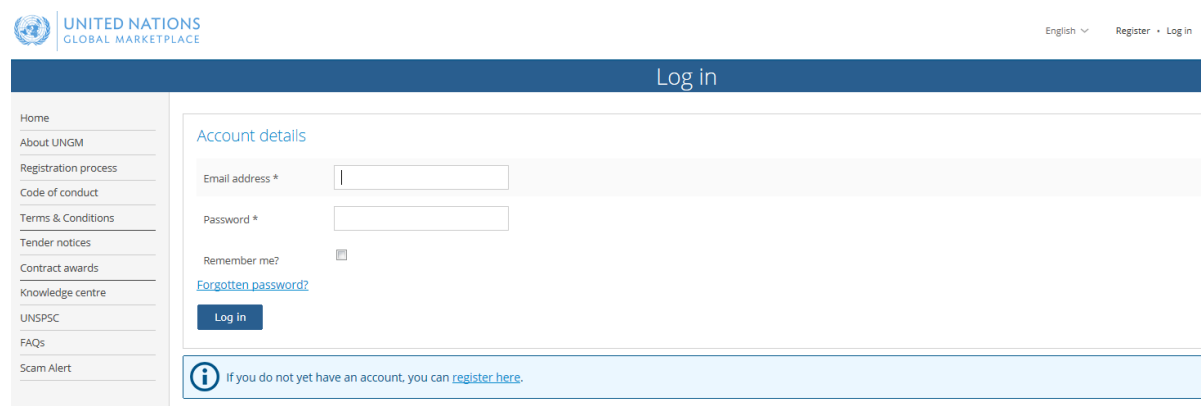 UNITED NATIONS
GLOBAL MARKETPLACE
English
Register • Log in
Log in
Home
About UNGM
Registration process
Code of conduct
Terms & Conditions
Tender notices
Contract awards
Knowledge centre
UNSPSC
FAQs
Scam Alert
Account details
Email address *
Password *
Remember me?
Forgotten password?
Log in
If you do not yet have an account, you can register here.